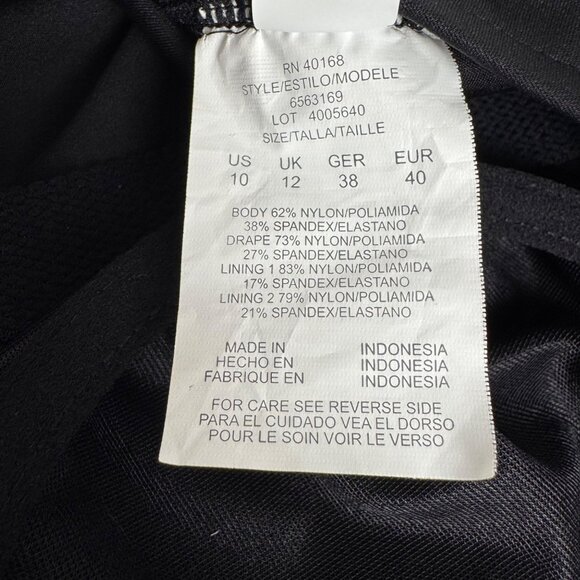 RN 40168
STYLE/ESTILO/MODELE
6563169
LOT 4005640
SIZE/TALLA/TAILLE
US UK GER EUR
10 12 38 40
BODY 62% NYLON/POLIAMIDA
38% SPANDEX/ELASTANO
DRAPE 73% NYLON/POLIAMIDA
27% SPANDEX/ELASTANO
LINING 1 83% NYLON/POLIAMIDA
17% SPANDEX/ELASTANO
LINING 2 79% NYLON/POLIAMIDA
21% SPANDEX/ELASTANO
MADE IN INDONESIA
HECHO EN INDONESIA
FABRIQUE EN INDONESIA
FOR CARE SEE REVERSE SIDE
PARA EL CUIDADO VEA EL DORSO
POUR LE SOIN VOIR LE VERSO